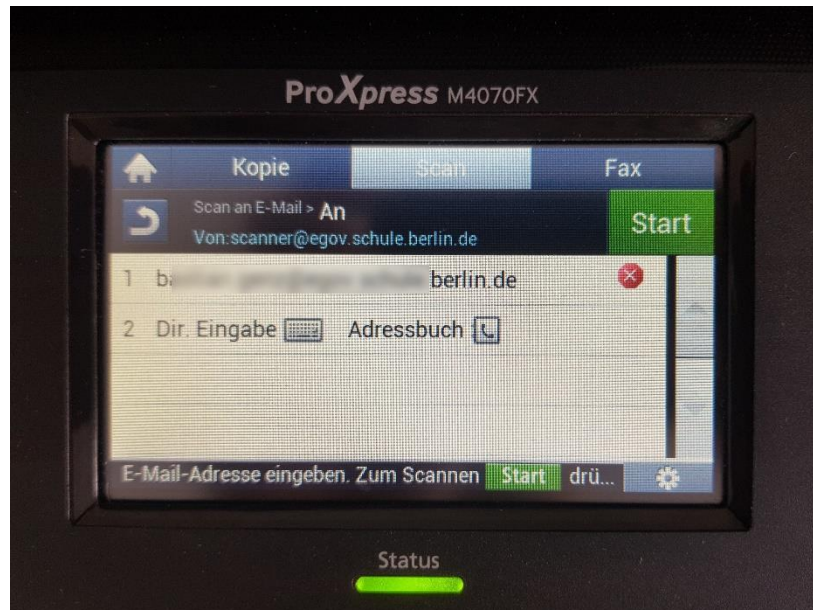 ProXpress M4070FX
Kopie Scan Fax
Scan an E-Mail > An
Von:scanner@egov.schule.berlin.de
Start
1 b berlin.de
2 Dir. Eingabe Adressbuch
E-Mail-Adresse eingeben. Zum Scannen Start drü...
Status